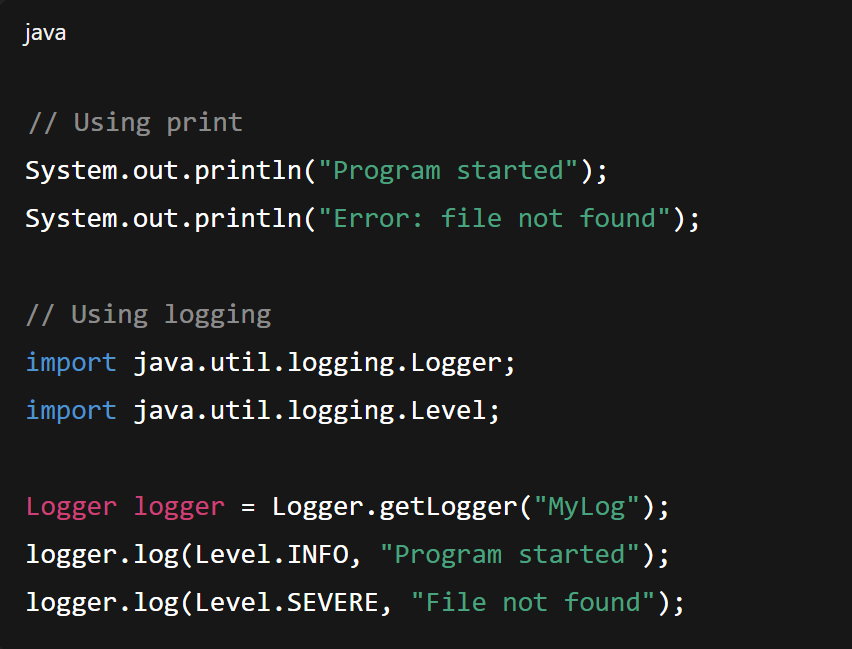 java
// Using print
System.out.println("Program started");
System.out.println("Error: file not found");
// Using logging
import java.util.logging.Logger;
import java.util.logging.Level;
Logger logger = Logger.getLogger("MyLog");
logger.log(Level.INFO, "Program started");
logger.log(Level.SEVERE, "File not found");